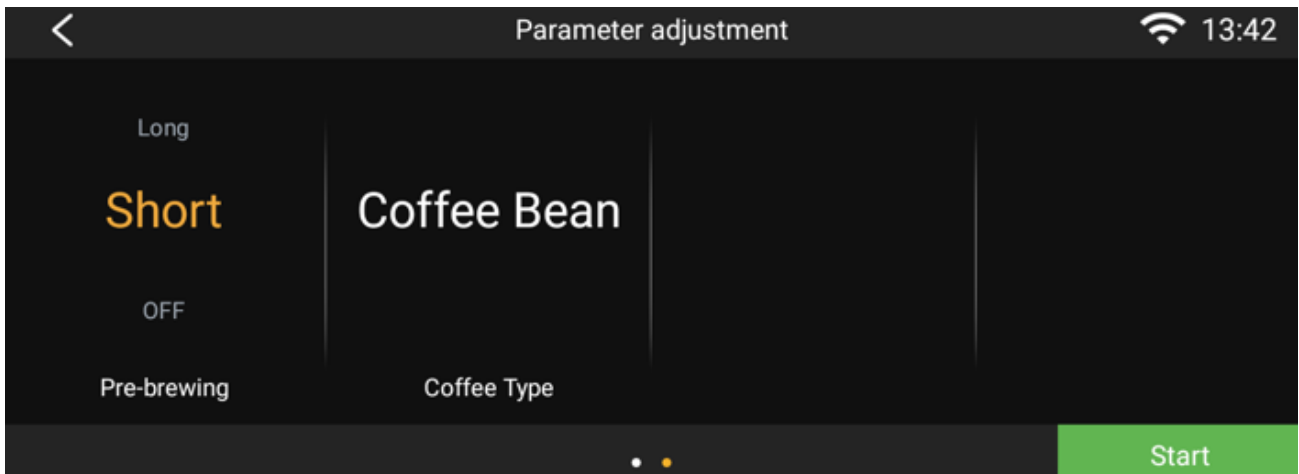 Parameter adjustment
13:42
Long
Short
Coffee Bean
OFF
Pre-brewing
Coffee Type
Start